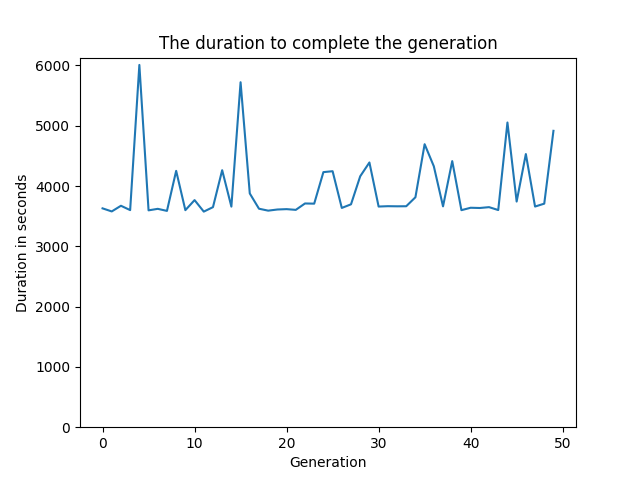 The duration to complete the generation
6000
5000
4000
3000
2000
1000
0
Duration in seconds
0 10 20 30 40 50
Generation